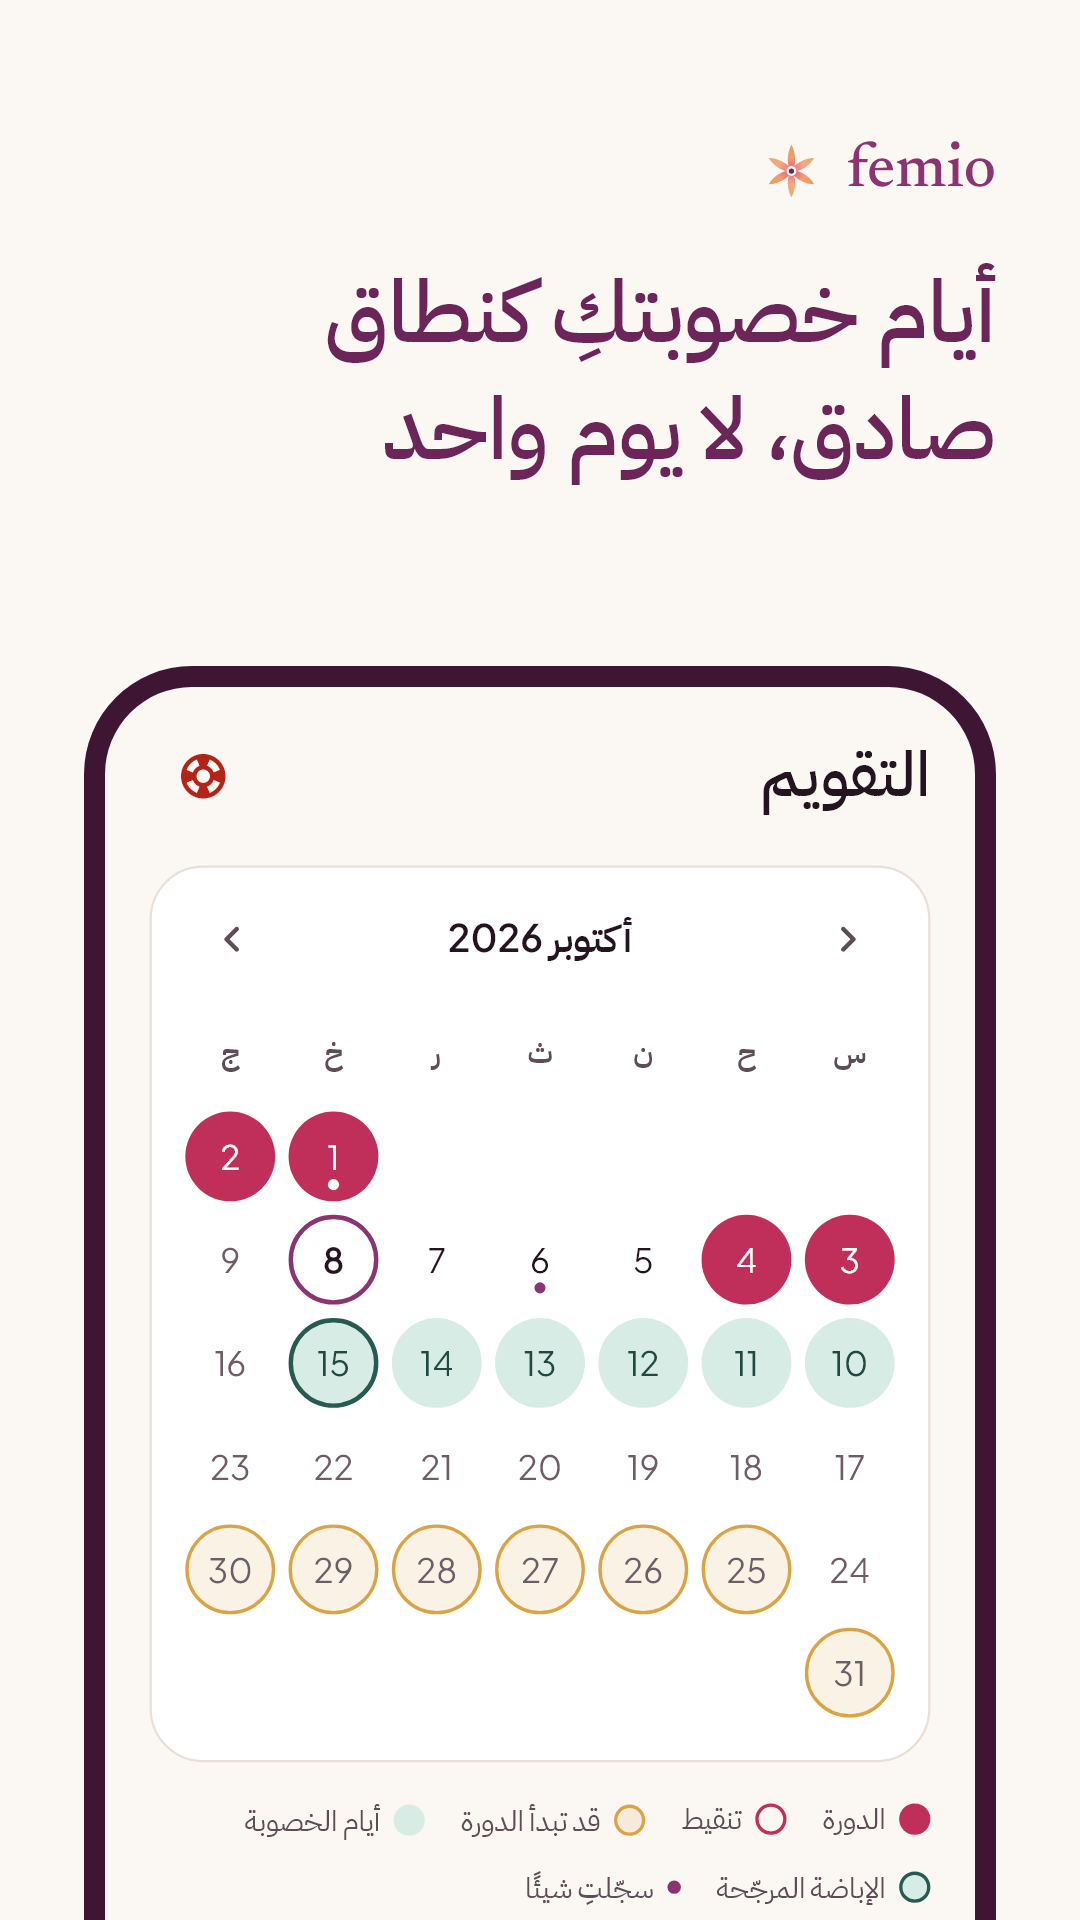 femio
أيام خصوبتكِ كنطاق
صادق، لا يوم واحد
التقويم
أكتوبر 2026
س ح ن ث ر خ ج
1 2
3 4 5 6 7 8 9
10 11 12 13 14 15 16
17 18 19 20 21 22 23
24 25 26 27 28 29 30
31
الدورة تنقيط قد تبدأ الدورة أيام الخصوبة
الإباضة المرجّحة سجّلتِ شيئًا